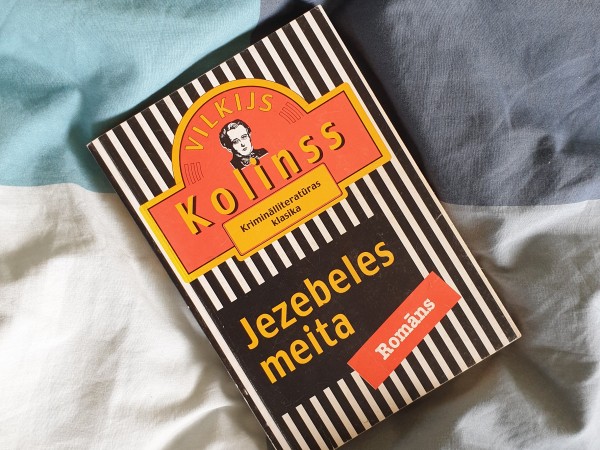 VILKIJS
Kolinss
Kriminālliteratūras
klasika
Jezebeles
meita
Romāns